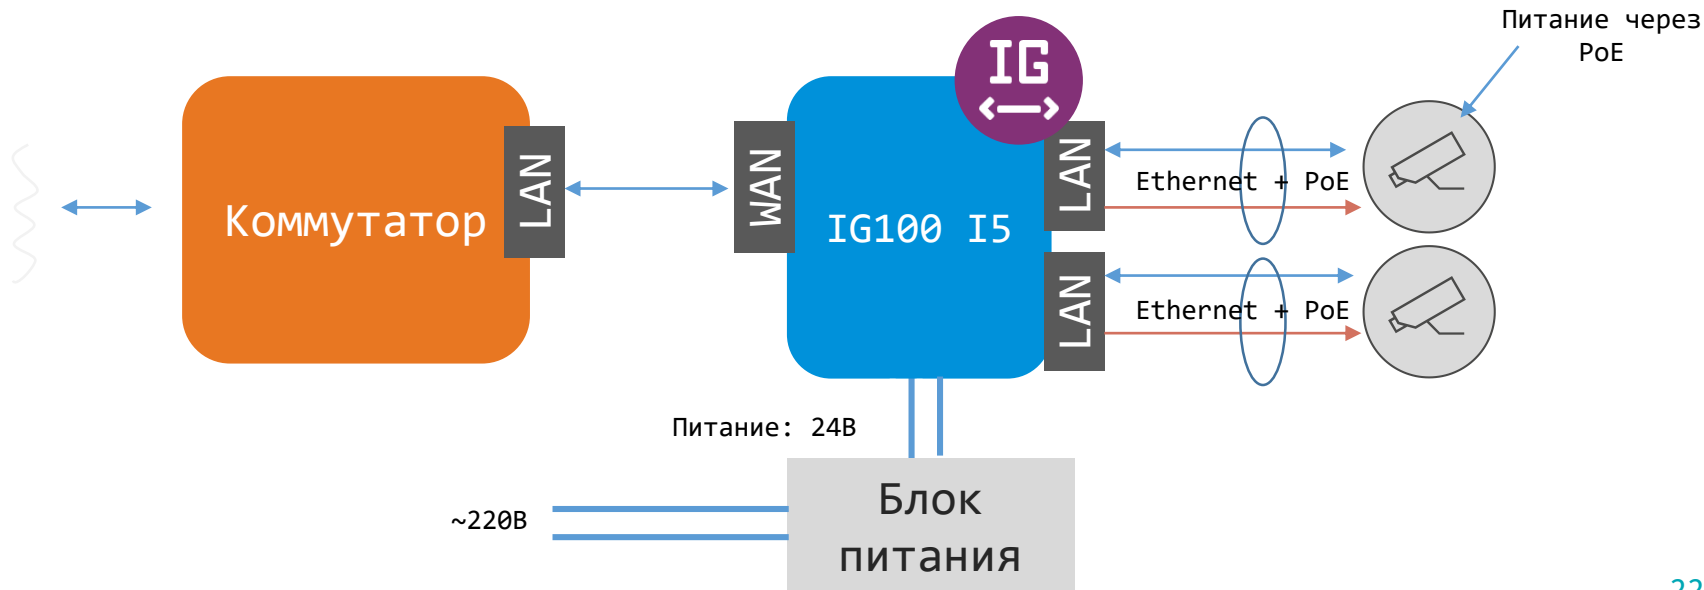 Питание через
PoE
IG
Коммутатор
LAN
WAN
IG100 I5
LAN
Ethernet + PoE
LAN
Ethernet + PoE
Питание: 24В
~220В
Блок
питания
22